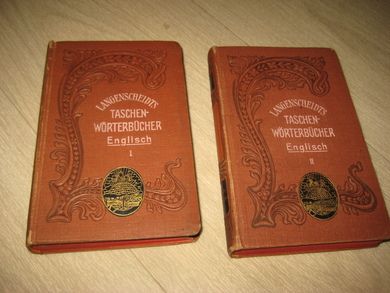 LANGENSCHEIDTS
TASCHEN-
WÖRTERBÜCHER
Englisch
I.
LANGENSCHEIDTS
TASCHEN-
WÖRTERBÜCHER
Englisch
II.